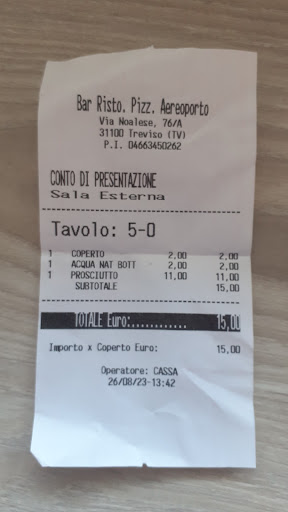 Bar Risto. Pizz. Aereoporto
Via Noalese, 76/A
31100 Treviso (TV)
P.I. 04663450262
CONTO DI PRESENTAZIONE
Sala Esterna
Tavolo: 5-0
1 COPERTO 2,00 2,00
1 ACQUA NAT BOTT 2,00 2,00
1 PROSCIUTTO 11,00 11,00
SUBTOTALE 15,00
TOTALE Euro:............. 15,00
Importo x Coperto Euro: 15,00
Operatore: CASSA
26/08/23-13:42